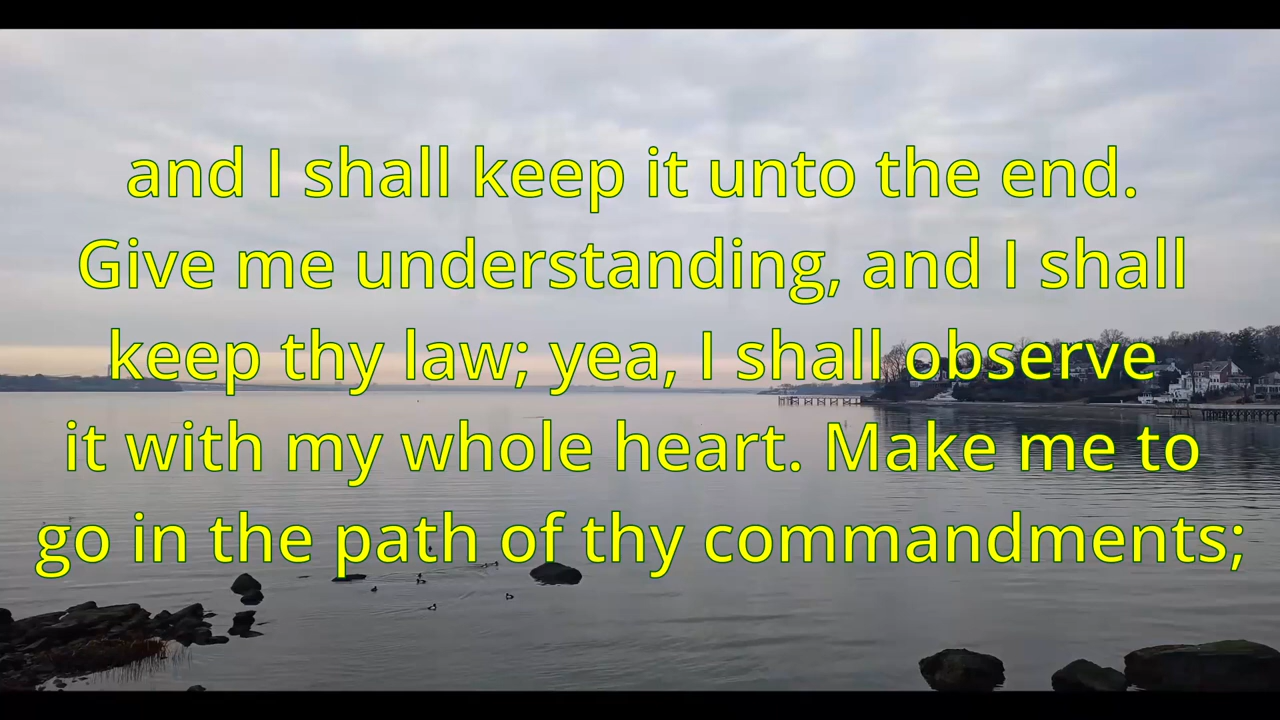 and I shall keep it unto the end.
Give me understanding, and I shall
keep thy law; yea, I shall observe
it with my whole heart. Make me to
go in the path of thy commandments;